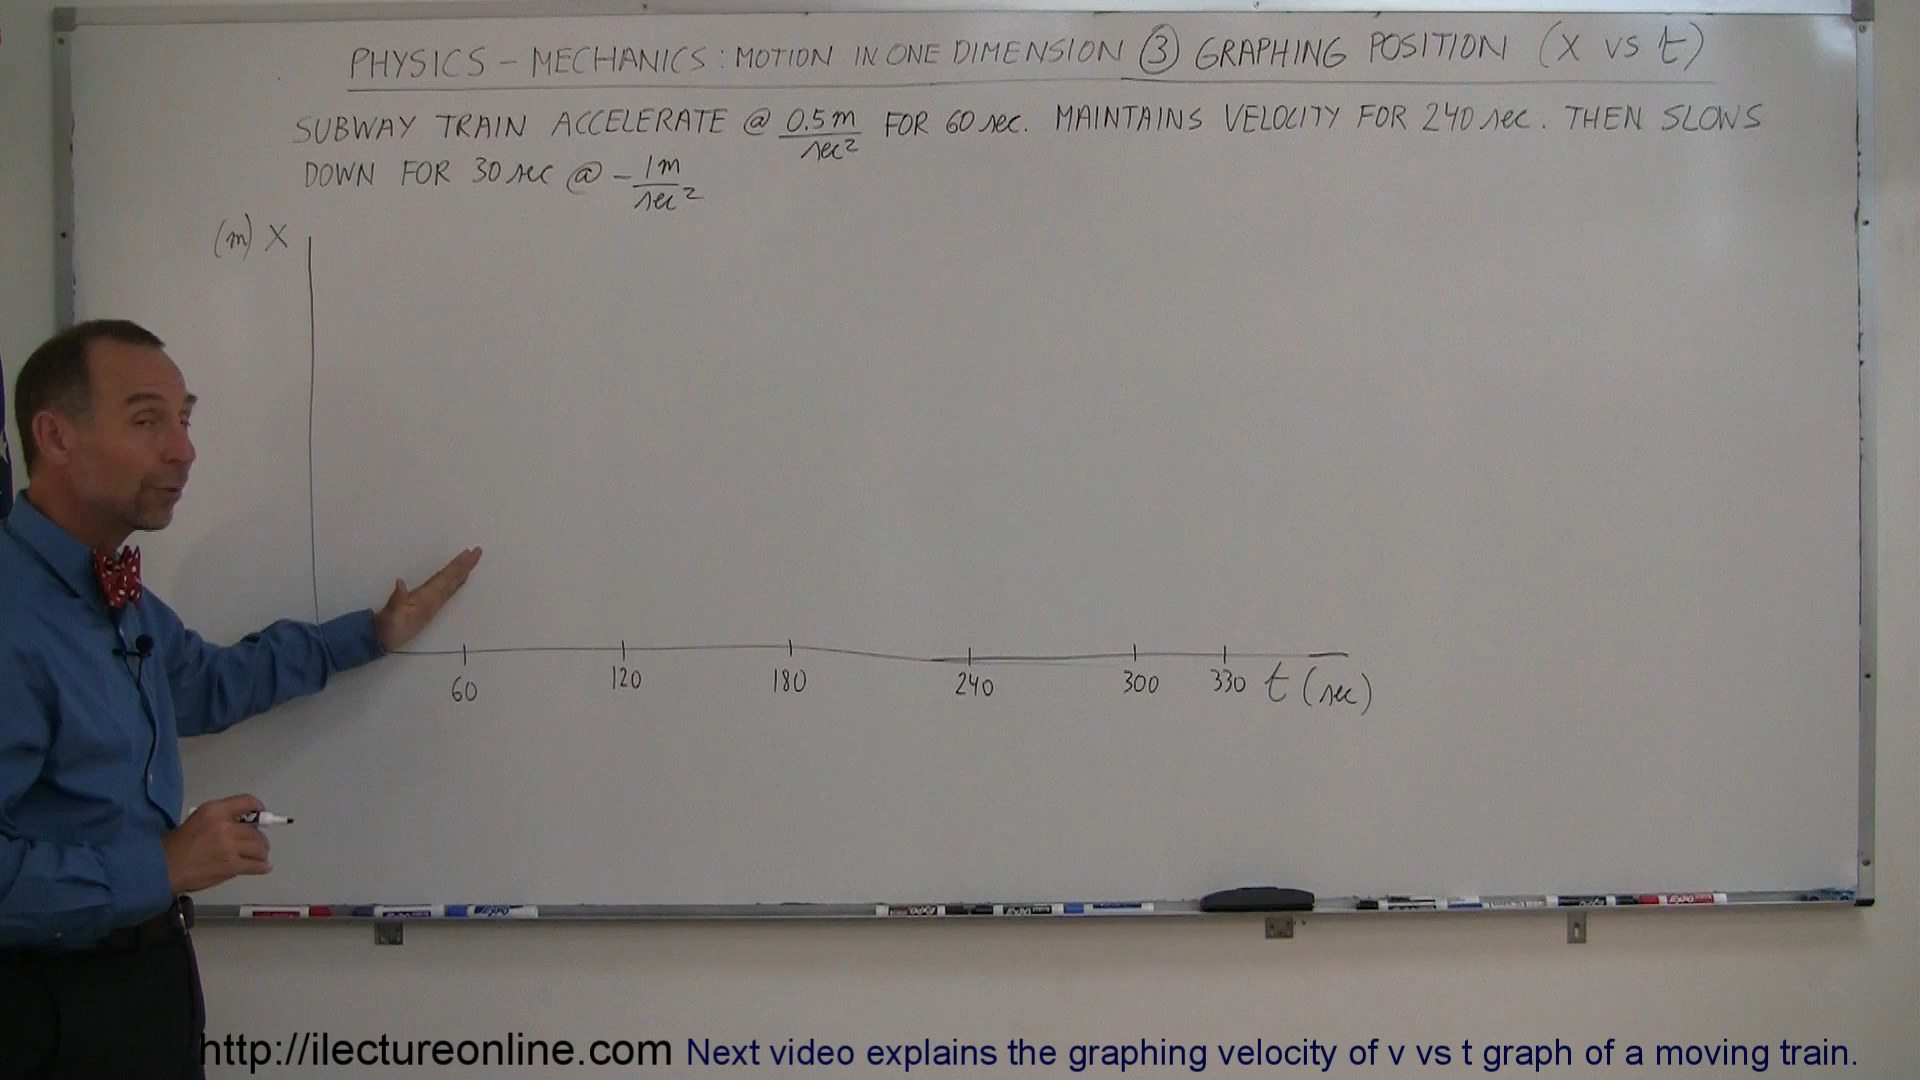 PHYSICS - MECHANICS: MOTION IN ONE DIMENSION ③ GRAPHING POSITION (X VS t)
SUBWAY TRAIN ACCELERATE @ 0.5m/sec² FOR 60 sec. MAINTAINS VELOCITY FOR 240 sec. THEN SLOWS
DOWN FOR 30 sec @ -1m/sec²
(m) X
60 120 180 240 300 330 t (sec)
http://ilectureonline.com Next video explains the graphing velocity of v vs t graph of a moving train.